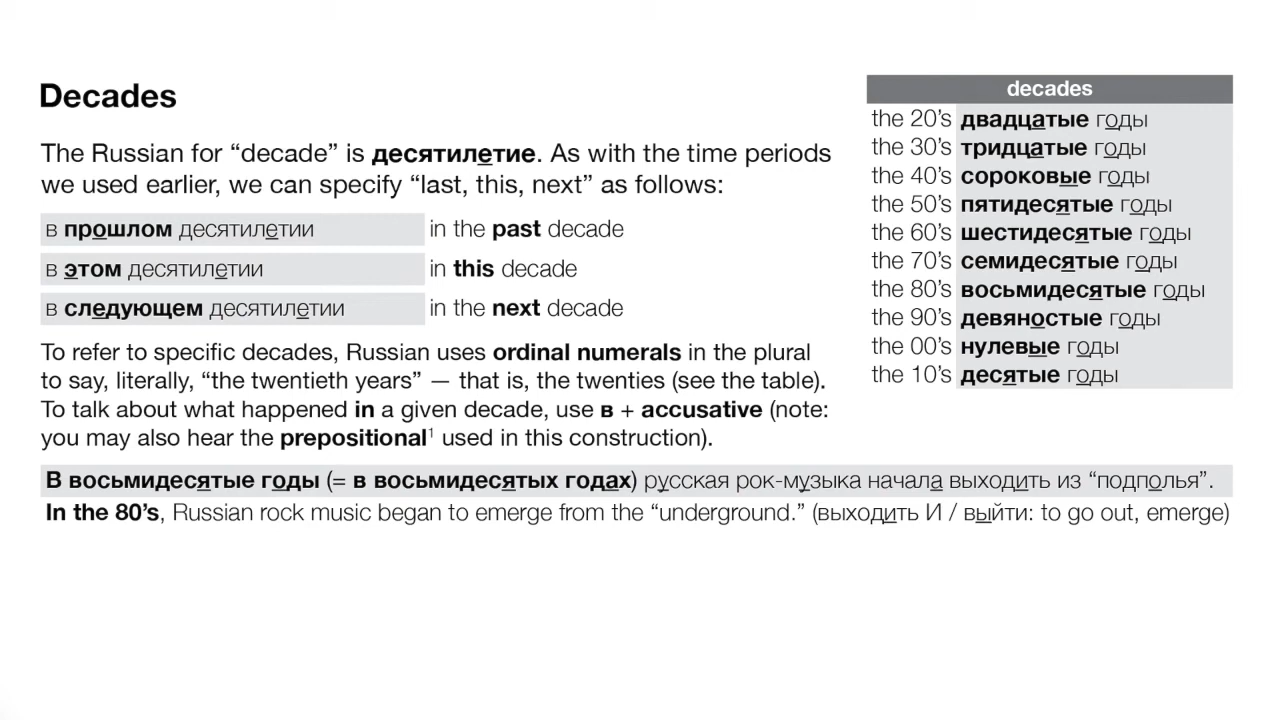 Decades
The Russian for “decade” is десятилетие. As with the time periods
we used earlier, we can specify “last, this, next” as follows:
в прошлом десятилетии in the past decade
в этом десятилетии in this decade
в следующем десятилетии in the next decade
To refer to specific decades, Russian uses ordinal numerals in the plural
to say, literally, “the twentieth years” — that is, the twenties (see the table).
To talk about what happened in a given decade, use в + accusative (note:
you may also hear the prepositional¹ used in this construction).
decades
the 20’s двадцатые годы
the 30’s тридцатые годы
the 40’s сороковые годы
the 50’s пятидесятые годы
the 60’s шестидесятые годы
the 70’s семидесятые годы
the 80’s восьмидесятые годы
the 90’s девяностые годы
the 00’s нулевые годы
the 10’s десятые годы
В восьмидесятые годы (= в восьмидесятых годах) русская рок-музыка начала выходить из “подполья”.
In the 80’s, Russian rock music began to emerge from the “underground.” (выходить И / выйти: to go out, emerge)